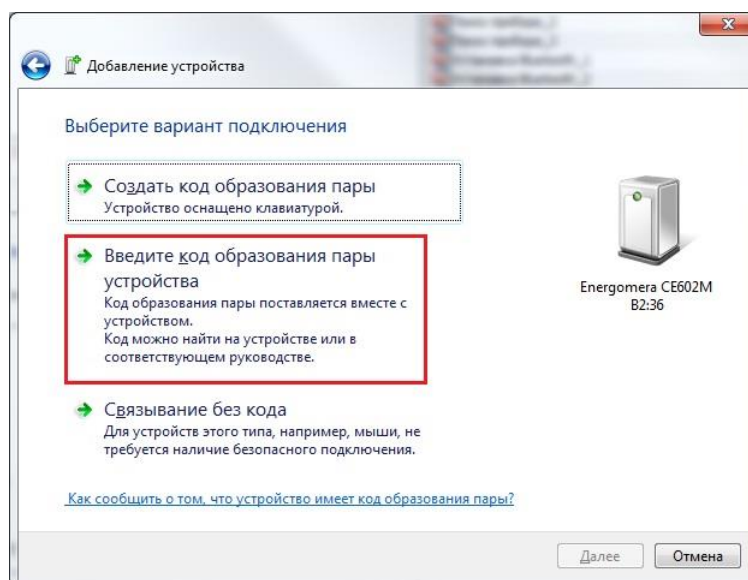 Добавление устройства
Выберите вариант подключения
Создать код образования пары
Устройство оснащено клавиатурой.
Введите код образования пары
устройства
Код образования пары поставляется вместе с
устройством.
Код можно найти на устройстве или в
соответствующем руководстве.
Связывание без кода
Для устройств этого типа, например, мыши, не
требуется наличие безопасного подключения.
Как сообщить о том, что устройство имеет код образования пары?
Energomera CE602M
B2:36
Далее
Отмена